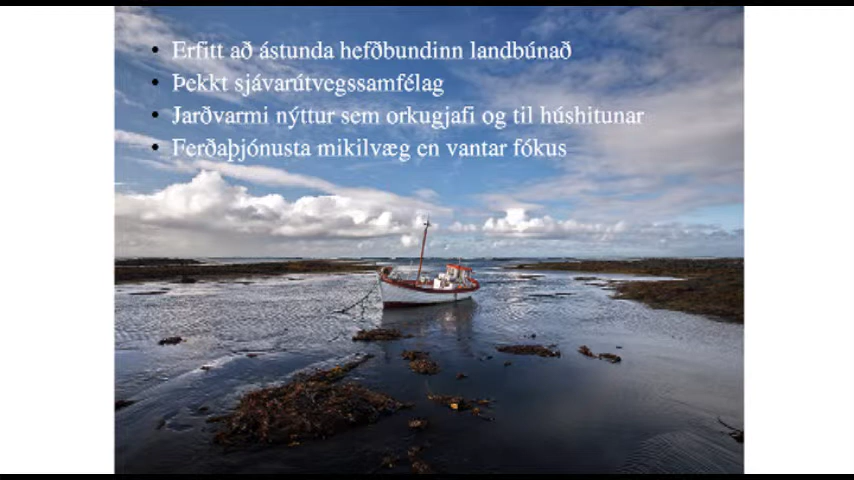 • Erfitt að ástunda hefðbundinn landbúnað
• Þekkt sjávarútvegssamfélag
• Jarðvarmi nýttur sem orkugjafi og til húshitunar
• Ferðaþjónusta mikilvæg en vantar fókus